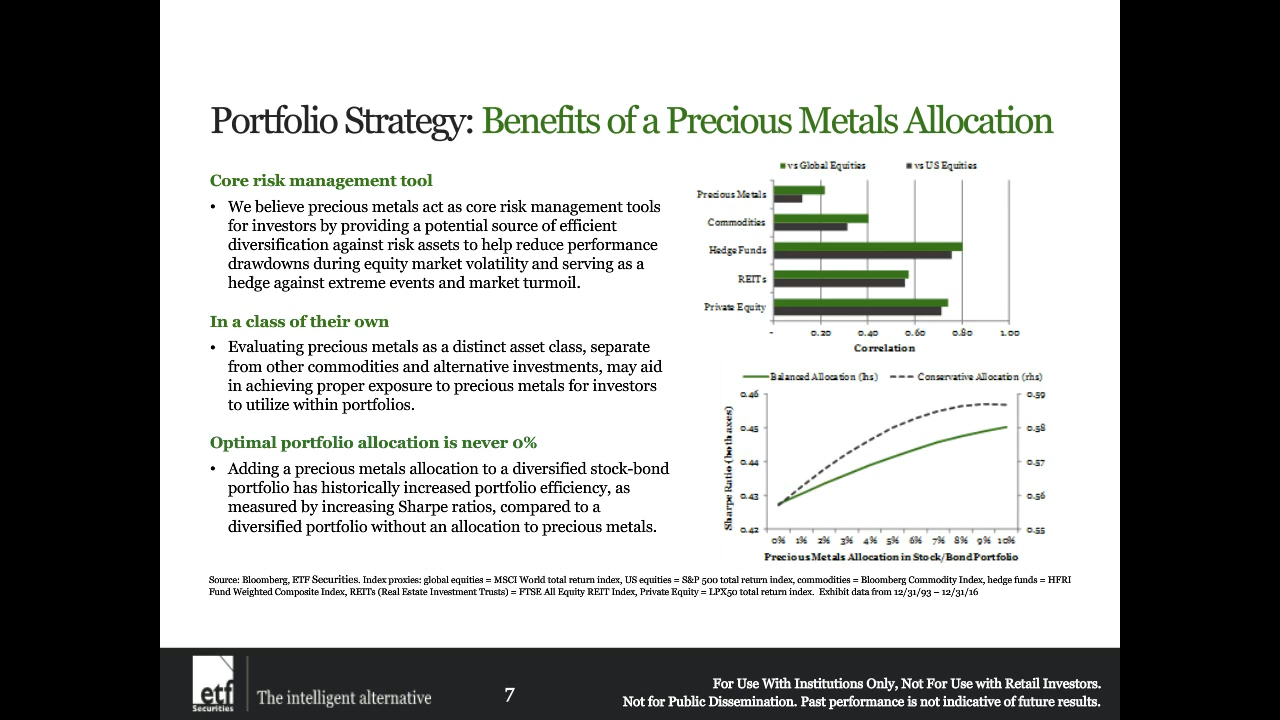 Portfolio Strategy: Benefits of a Precious Metals Allocation
Core risk management tool
• We believe precious metals act as core risk management tools
for investors by providing a potential source of efficient
diversification against risk assets to help reduce performance
drawdowns during equity market volatility and serving as a
hedge against extreme events and market turmoil.
In a class of their own
• Evaluating precious metals as a distinct asset class, separate
from other commodities and alternative investments, may aid
in achieving proper exposure to precious metals for investors
to utilize within portfolios.
Optimal portfolio allocation is never 0%
• Adding a precious metals allocation to a diversified stock-bond
portfolio has historically increased portfolio efficiency, as
measured by increasing Sharpe ratios, compared to a
diversified portfolio without an allocation to precious metals.
vs Global Equities vs US Equities
Precious Metals
Commodities
Hedge Funds
REITs
Private Equity
- 0.20 0.40 0.60 0.80 1.00
Correlation
Balanced Allocation (lhs) Conservative Allocation (rhs)
Sharpe Ratio (both axes)
0.46 0.59
0.45 0.58
0.44 0.57
0.43 0.56
0.42 0.55
0% 1% 2% 3% 4% 5% 6% 7% 8% 9% 10%
Precious Metals Allocation in Stock/Bond Portfolio
Source: Bloomberg, ETF Securities. Index proxies: global equities = MSCI World total return index, US equities = S&P 500 total return index, commodities = Bloomberg Commodity Index, hedge funds = HFRI
Fund Weighted Composite Index, REITs (Real Estate Investment Trusts) = FTSE All Equity REIT Index, Private Equity = LPX50 total return index. Exhibit data from 12/31/93 – 12/31/16
etf
Securities
The intelligent alternative
7
For Use With Institutions Only, Not For Use with Retail Investors.
Not for Public Dissemination. Past performance is not indicative of future results.